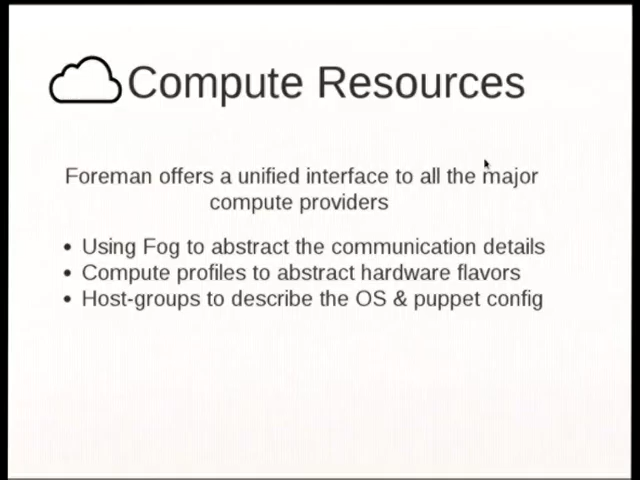 Compute Resources
Foreman offers a unified interface to all the major
compute providers
• Using Fog to abstract the communication details
• Compute profiles to abstract hardware flavors
• Host-groups to describe the OS & puppet config